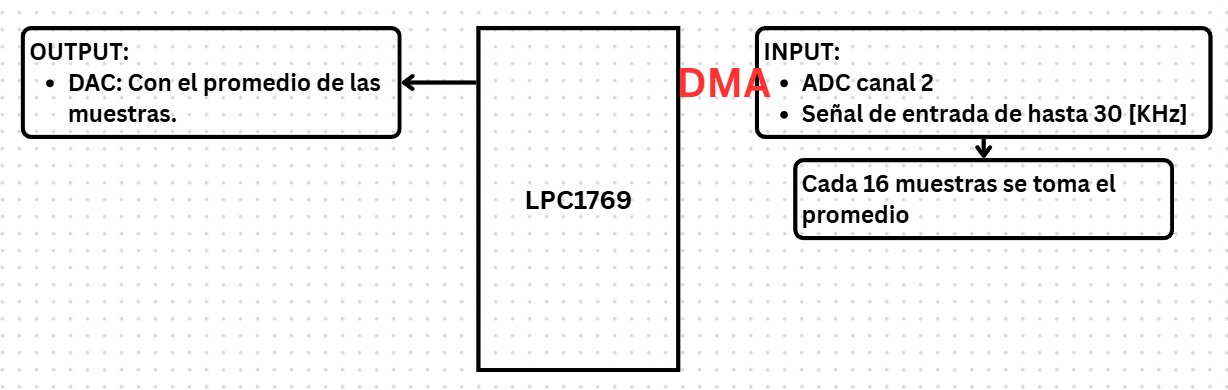 OUTPUT:
• DAC: Con el promedio de las
muestras.
LPC1769
DMA
INPUT:
• ADC canal 2
• Señal de entrada de hasta 30 [KHz]
Cada 16 muestras se toma el
promedio